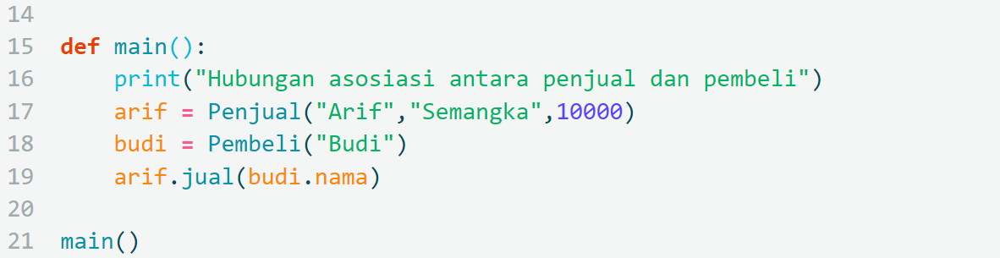 14
15 def main():
16     print("Hubungan asosiasi antara penjual dan pembeli")
17     arif = Penjual("Arif","Semangka",10000)
18     budi = Pembeli("Budi")
19     arif.jual(budi.nama)
20
21 main()